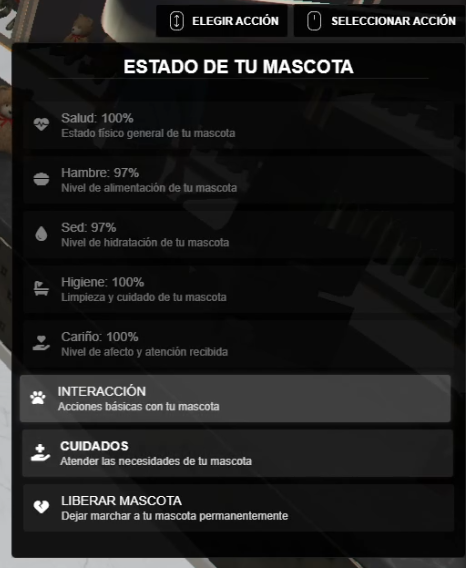 ELEGIR ACCIÓN
SELECCIONAR ACCIÓN
ESTADO DE TU MASCOTA
Salud: 100%
Estado físico general de tu mascota
Hambre: 97%
Nivel de alimentación de tu mascota
Sed: 97%
Nivel de hidratación de tu mascota
Higiene: 100%
Limpieza y cuidado de tu mascota
Cariño: 100%
Nivel de afecto y atención recibida
INTERACCIÓN
Acciones básicas con tu mascota
CUIDADOS
Atender las necesidades de tu mascota
LIBERAR MASCOTA
Dejar marchar a tu mascota permanentemente